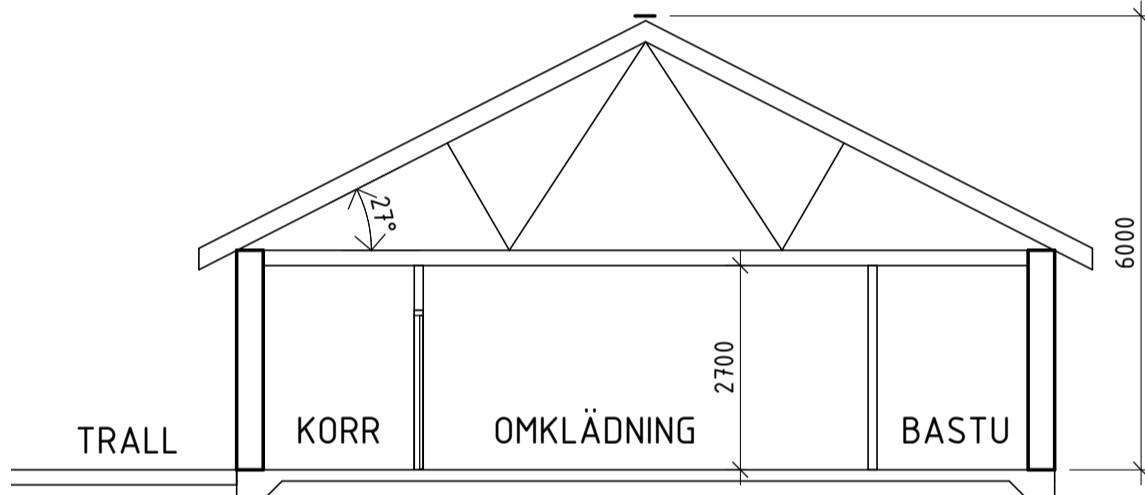 27°
6000
2700
TRALL
KORR
OMKLÄDNING
BASTU